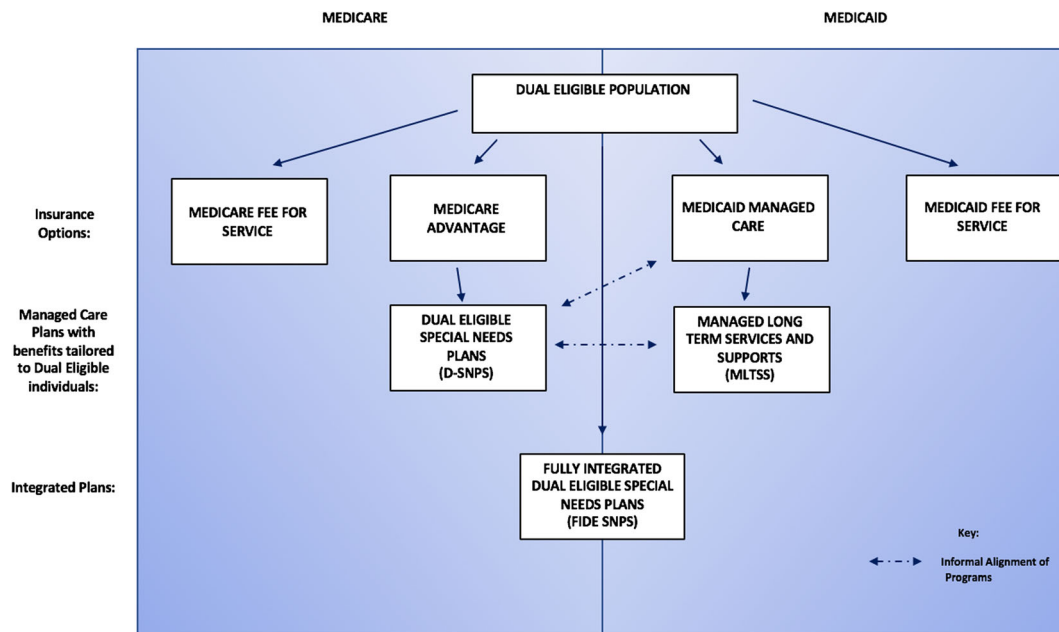 MEDICARE
MEDICAID
DUAL ELIGIBLE POPULATION
Insurance
Options:
MEDICARE FEE FOR
SERVICE
MEDICARE
ADVANTAGE
MEDICAID MANAGED
CARE
MEDICAID FEE FOR
SERVICE
Managed Care
Plans with
benefits tailored
to Dual Eligible
individuals:
DUAL ELIGIBLE
SPECIAL NEEDS
PLANS
(D-SNPS)
MANAGED LONG
TERM SERVICES AND
SUPPORTS
(MLTSS)
Integrated Plans:
FULLY INTEGRATED
DUAL ELIGIBLE SPECIAL
NEEDS PLANS
(FIDE SNPS)
Key:
Informal Alignment of
Programs